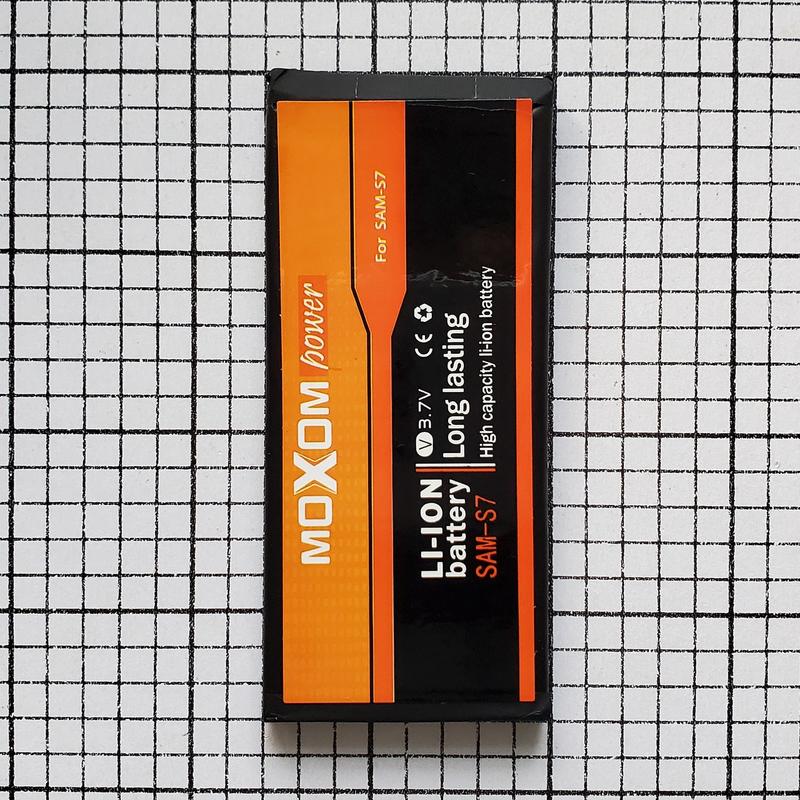 MOXOM power
For SAM-S7
LI-ION
battery
SAM-S7
V 3.7V CE
Long lasting
High capacity li-ion battery